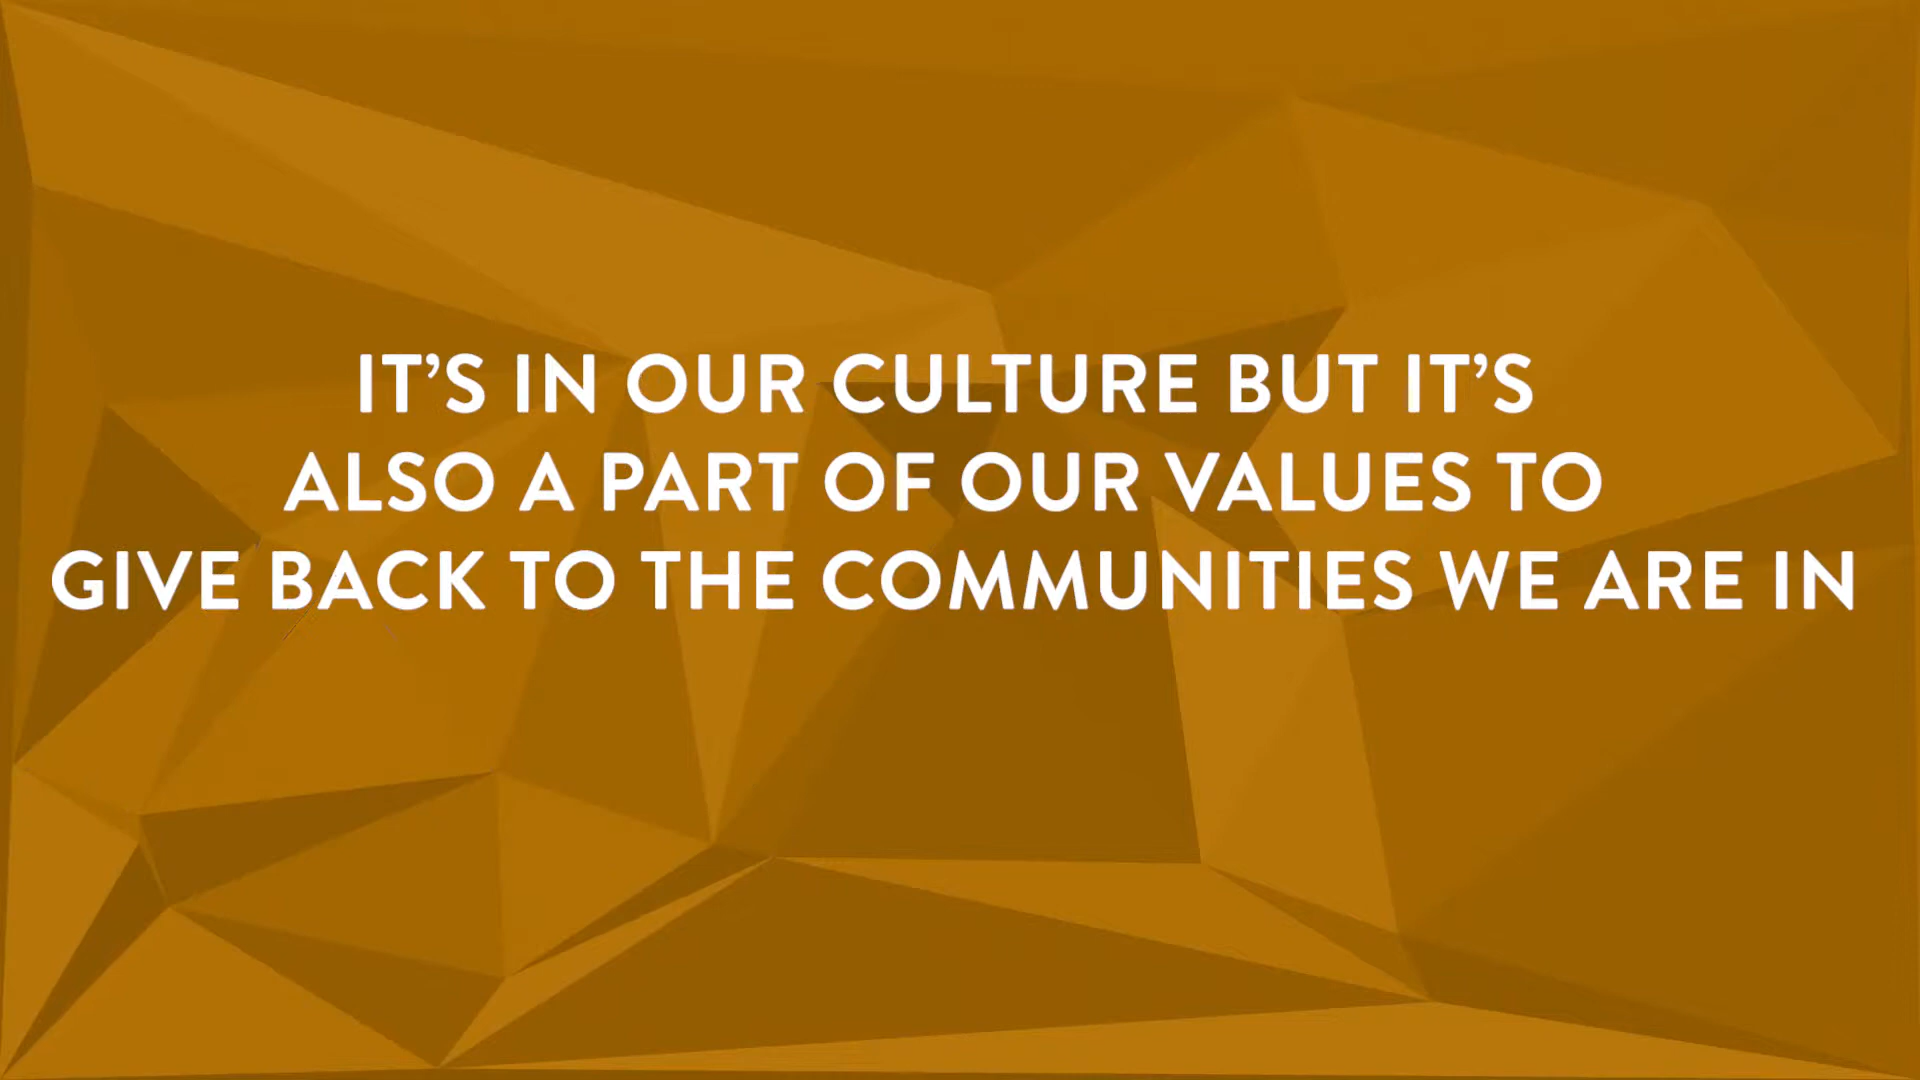 IT’S IN OUR CULTURE BUT IT’S
ALSO A PART OF OUR VALUES TO
GIVE BACK TO THE COMMUNITIES WE ARE IN